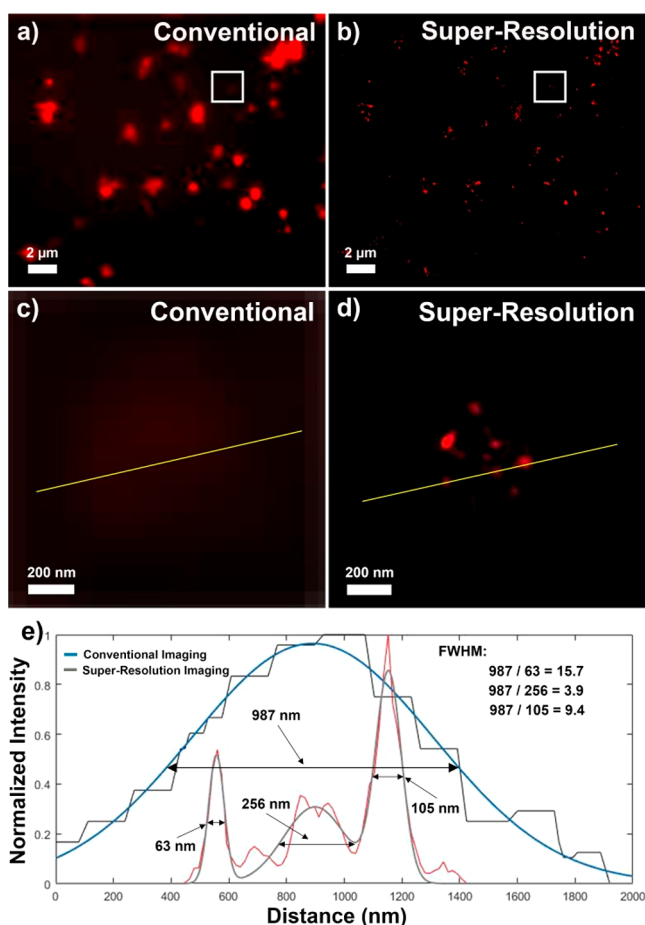 a) Conventional
b) Super-Resolution
2 μm
2 μm
c) Conventional
d) Super-Resolution
200 nm
200 nm
e)
Conventional Imaging
Super-Resolution Imaging
FWHM:
987 / 63 = 15.7
987 / 256 = 3.9
987 / 105 = 9.4
987 nm
256 nm
105 nm
63 nm
Normalized Intensity
1
0.8
0.6
0.4
0.2
0
0 200 400 600 800 1000 1200 1400 1600 1800 2000
Distance (nm)